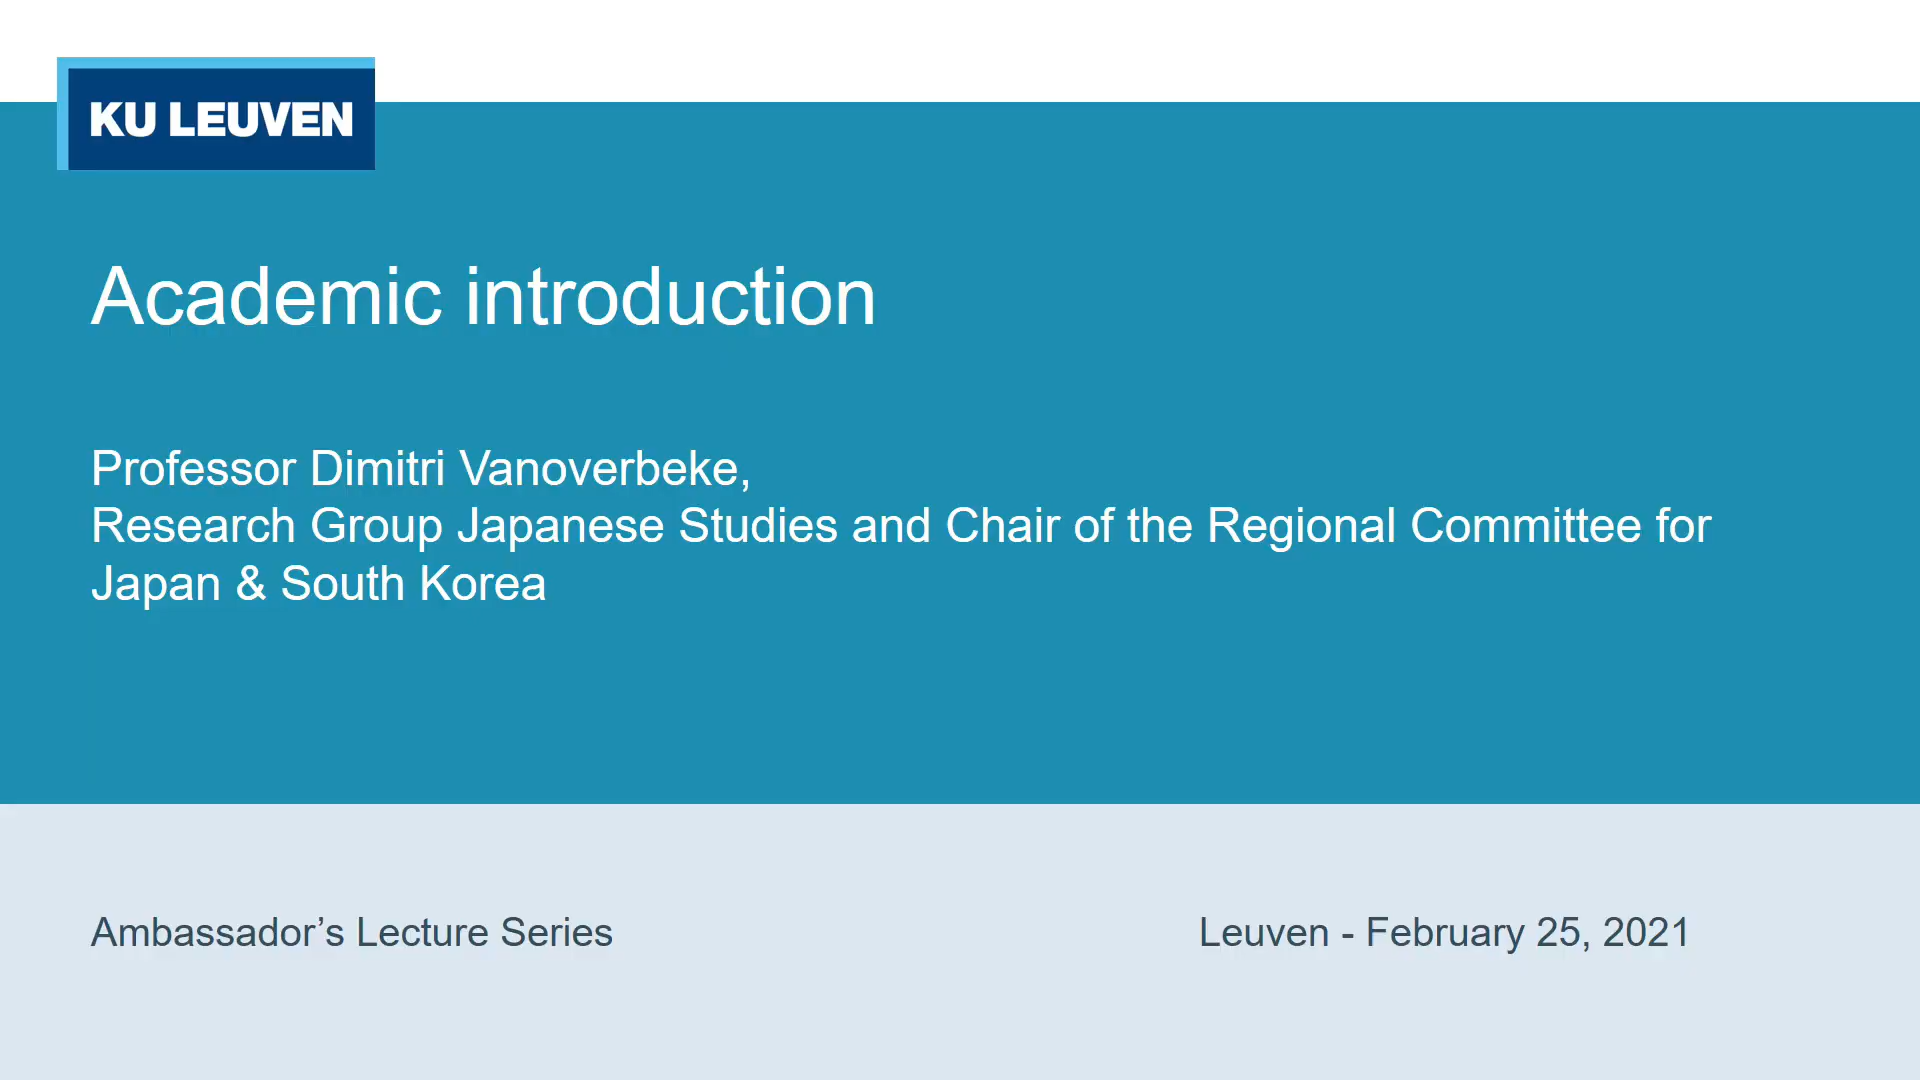 KU LEUVEN
Academic introduction
Professor Dimitri Vanoverbeke,
Research Group Japanese Studies and Chair of the Regional Committee for
Japan & South Korea
Ambassador’s Lecture Series
Leuven - February 25, 2021